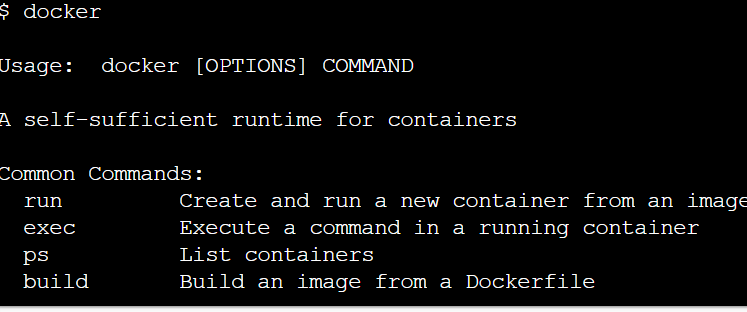 $ docker
Usage:  docker [OPTIONS] COMMAND
A self-sufficient runtime for containers
Common Commands:
  run         Create and run a new container from an image
  exec        Execute a command in a running container
  ps          List containers
  build       Build an image from a Dockerfile